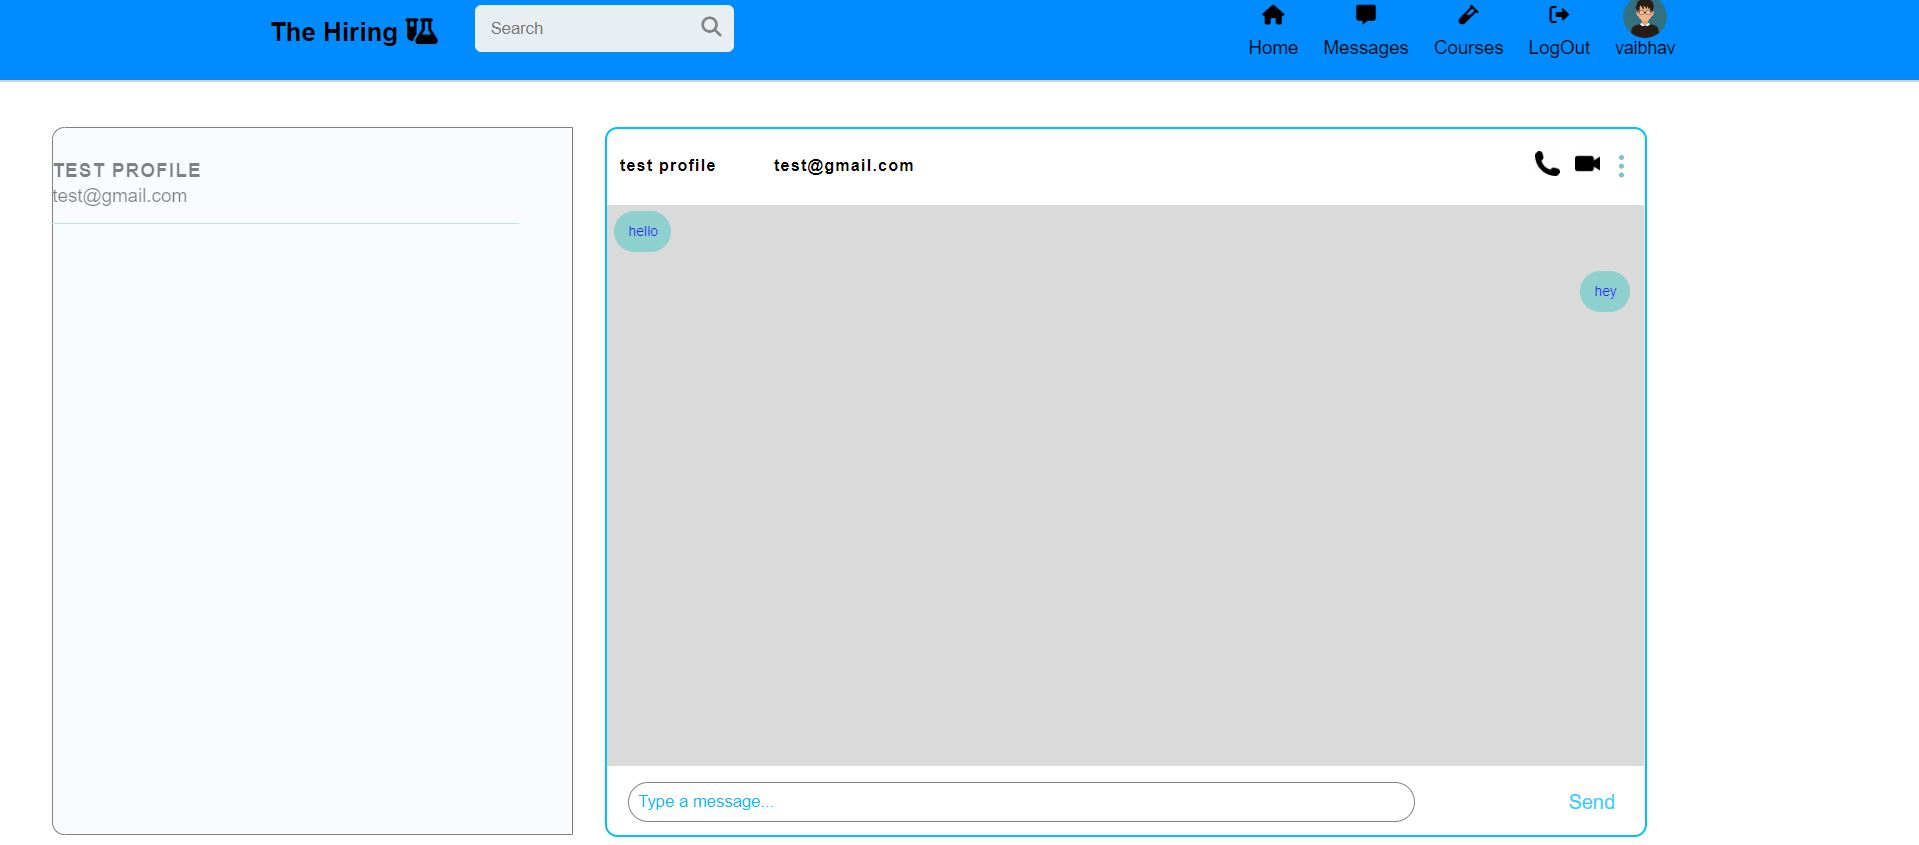 The Hiring
Search
Home Messages Courses LogOut vaibhav
TEST PROFILE
test@gmail.com
test profile test@gmail.com
hello
hey
Type a message...
Send